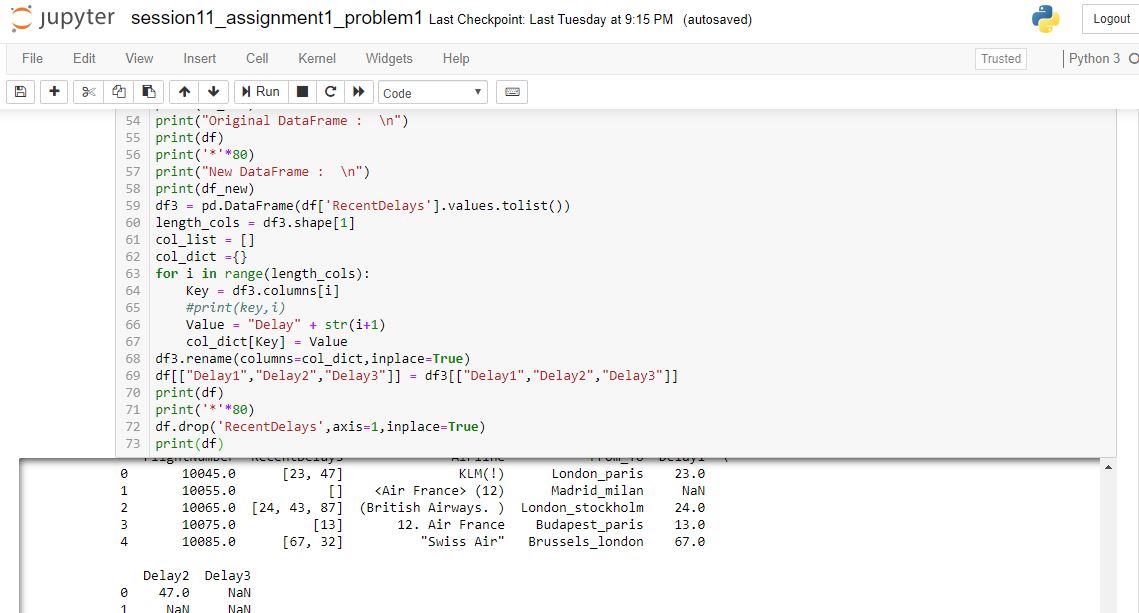 jupyter session11_assignment1_problem1 Last Checkpoint: Last Tuesday at 9:15 PM (autosaved)
Logout
File Edit View Insert Cell Kernel Widgets Help Trusted Python 3
Run Code
54 print("Original DataFrame :  \n")
55 print(df)
56 print('*'*80)
57 print("New DataFrame :  \n")
58 print(df_new)
59 df3 = pd.DataFrame(df['RecentDelays'].values.tolist())
60 length_cols = df3.shape[1]
61 col_list = []
62 col_dict ={}
63 for i in range(length_cols):
64     Key = df3.columns[i]
65     #print(key,i)
66     Value = "Delay" + str(i+1)
67     col_dict[Key] = Value
68 df3.rename(columns=col_dict,inplace=True)
69 df[["Delay1","Delay2","Delay3"]] = df3[["Delay1","Delay2","Delay3"]]
70 print(df)
71 print('*'*80)
72 df.drop('RecentDelays',axis=1,inplace=True)
73 print(df)
FlightNumber RecentDelays Airline From_To Delay1 \
0 10045.0 [23, 47] KLM(!) London_paris 23.0
1 10055.0 [] <Air France> (12) Madrid_milan NaN
2 10065.0 [24, 43, 87] (British Airways. ) London_stockholm 24.0
3 10075.0 [13] 12. Air France Budapest_paris 13.0
4 10085.0 [67, 32] "Swiss Air" Brussels_london 67.0
Delay2 Delay3
0 47.0 NaN
1 NaN NaN